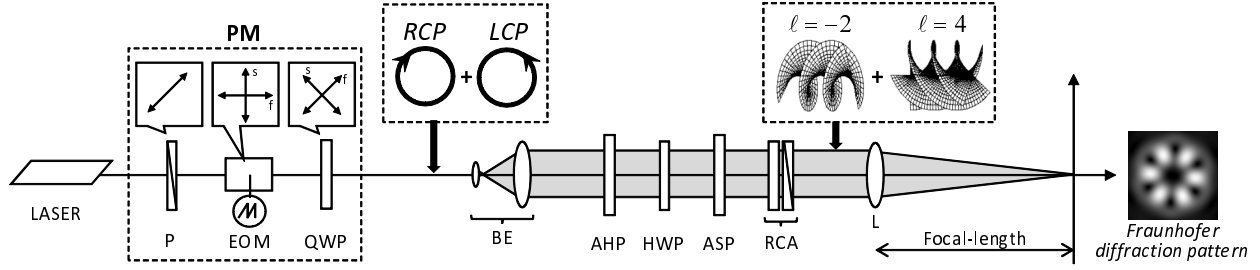 PM
s
f
s
f
RCP
LCP
+
ℓ = −2
ℓ = 4
+
LASER
P
EOM
QWP
BE
AHP
HWP
ASP
RCA
L
Focal-length
Fraunhofer
diffraction pattern